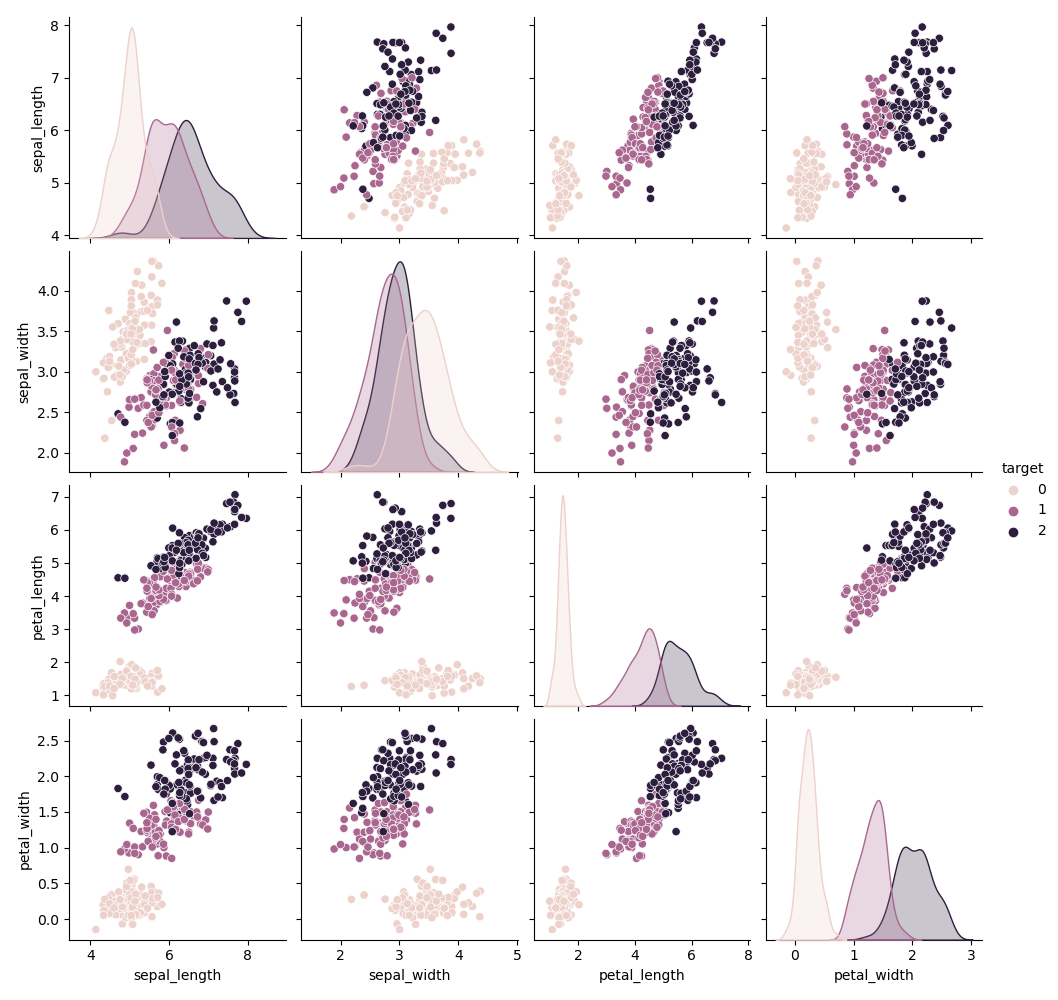 sepal_length
8
7
6
5
4
sepal_width
4.0
3.5
3.0
2.5
2.0
petal_length
7
6
5
4
3
2
1
petal_width
2.5
2.0
1.5
1.0
0.5
0.0
4 6 8
2 3 4 5
2 4 6 8
0 1 2 3
sepal_length
sepal_width
petal_length
petal_width
target
0
1
2